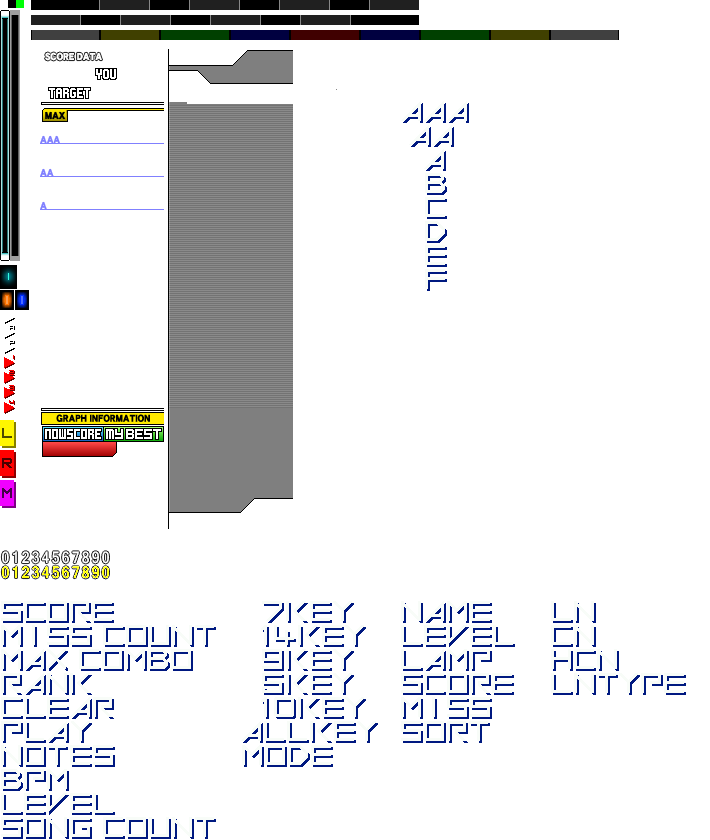 SCORE DATA
YOU
TARGET
MAX
AAA
AA
A
AAA
AA
A
B
C
D
E
F
GRAPH INFORMATION
NOWSCORE MY BEST
L
R
M
01234567890
01234567890
SCORE 7KEY NAME LN
MISS COUNT 14KEY LEVEL CN
MAX COMBO 9KEY LAMP HCN
RANK 5KEY SCORE LNTYPE
CLEAR 10KEY MISS
PLAY ALLKEY SORT
NOTES MODE
BPM
LEVEL
SONG COUNT